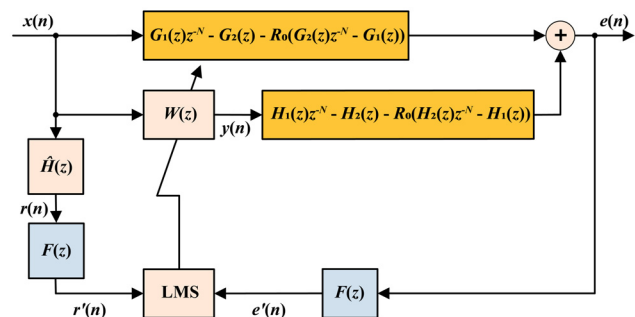 x(n)
e(n)
G₁(z)z⁻ᴺ - G₂(z) - R₀(G₂(z)z⁻ᴺ - G₁(z))
+
W(z)
y(n)
H₁(z)z⁻ᴺ - H₂(z) - R₀(H₂(z)z⁻ᴺ - H₁(z))
Ĥ(z)
r(n)
F(z)
LMS
F(z)
r'(n)
e'(n)